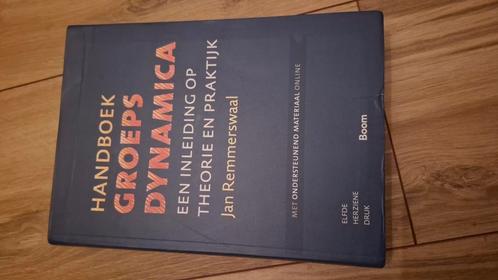 HANDBOEK
GROEPS
DYNAMICA
EEN INLEIDING OP
THEORIE EN PRAKTIJK
Jan Remmerswaal
MET ONDERSTEUNEND MATERIAAL ONLINE
ELFDE
HERZIENE
DRUK
Boom